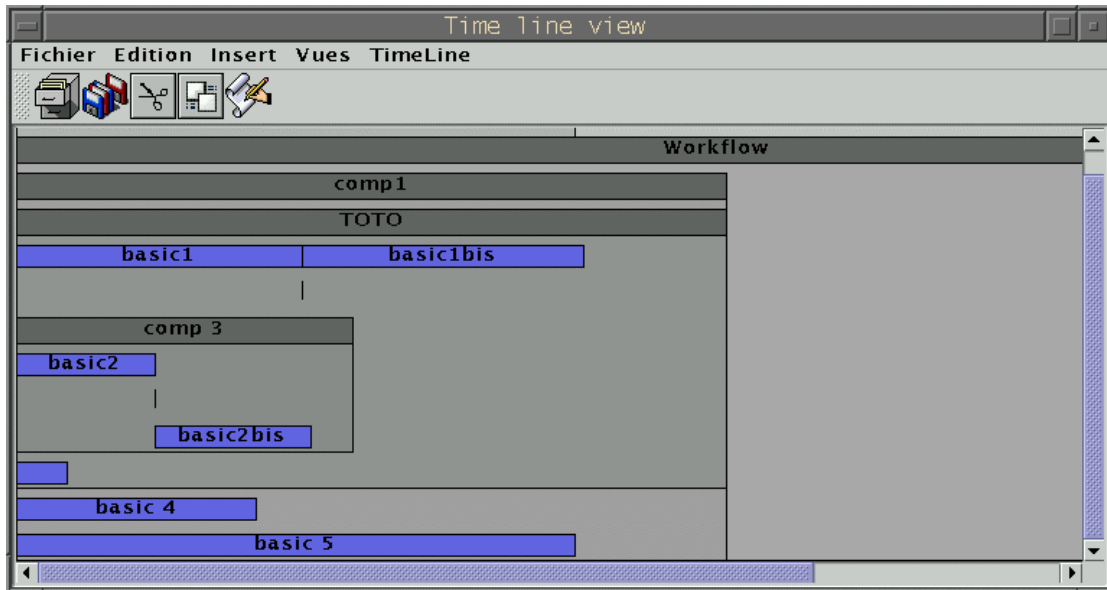 Time line view
Fichier Edition Insert Vues TimeLine
Workflow
comp1
TOTO
basic1 basic1bis
comp 3
basic2
basic2bis
basic 4
basic 5